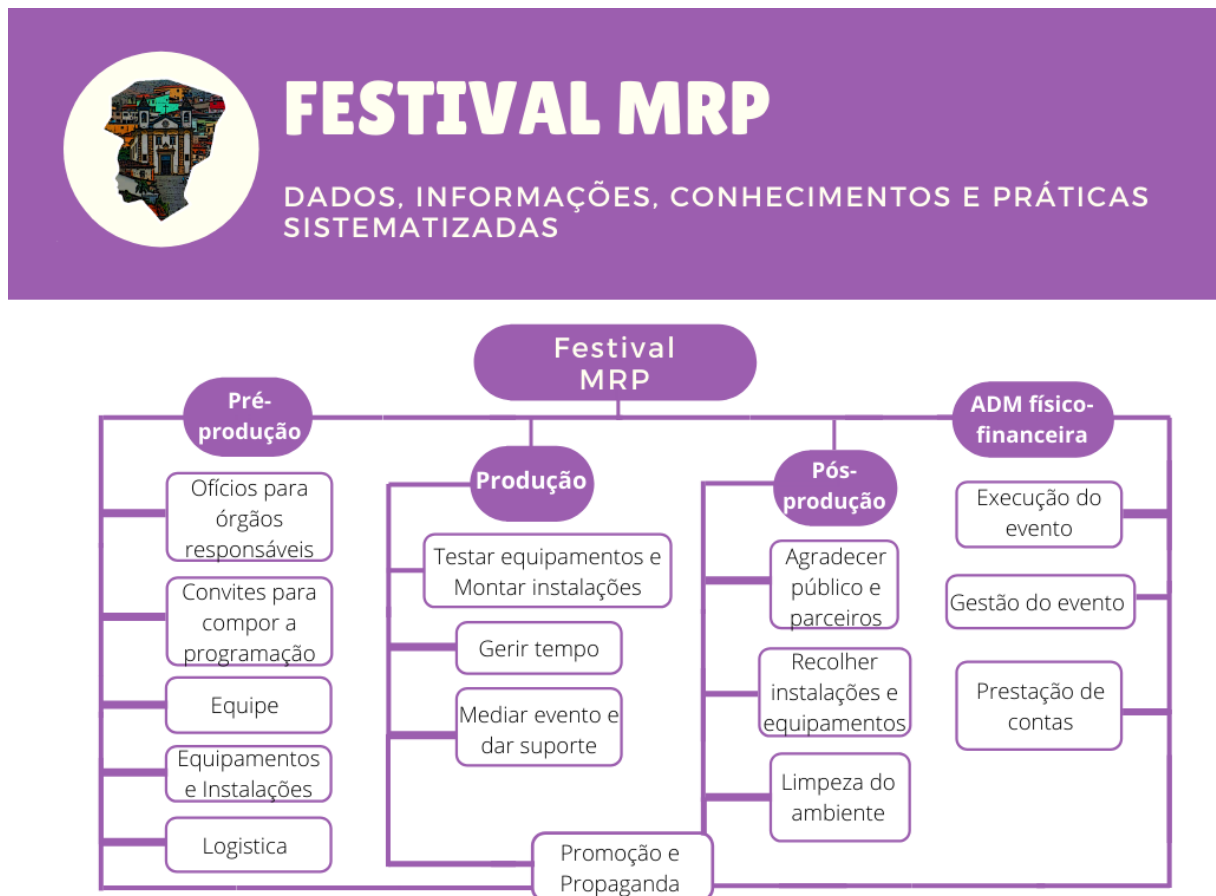 FESTIVAL MRP
DADOS, INFORMAÇÕES, CONHECIMENTOS E PRÁTICAS
SISTEMATIZADAS
Festival
MRP
Pré-
produção
Ofícios para
órgãos
responsáveis
Convites para
compor a
programação
Equipe
Equipamentos
e Instalações
Logistica
Produção
Testar equipamentos e
Montar instalações
Gerir tempo
Mediar evento e
dar suporte
Pós-
produção
Agradecer
público e
parceiros
Recolher
instalações e
equipamentos
Limpeza do
ambiente
ADM físico-
financeira
Execução do
evento
Gestão do evento
Prestação de
contas
Promoção e
Propaganda